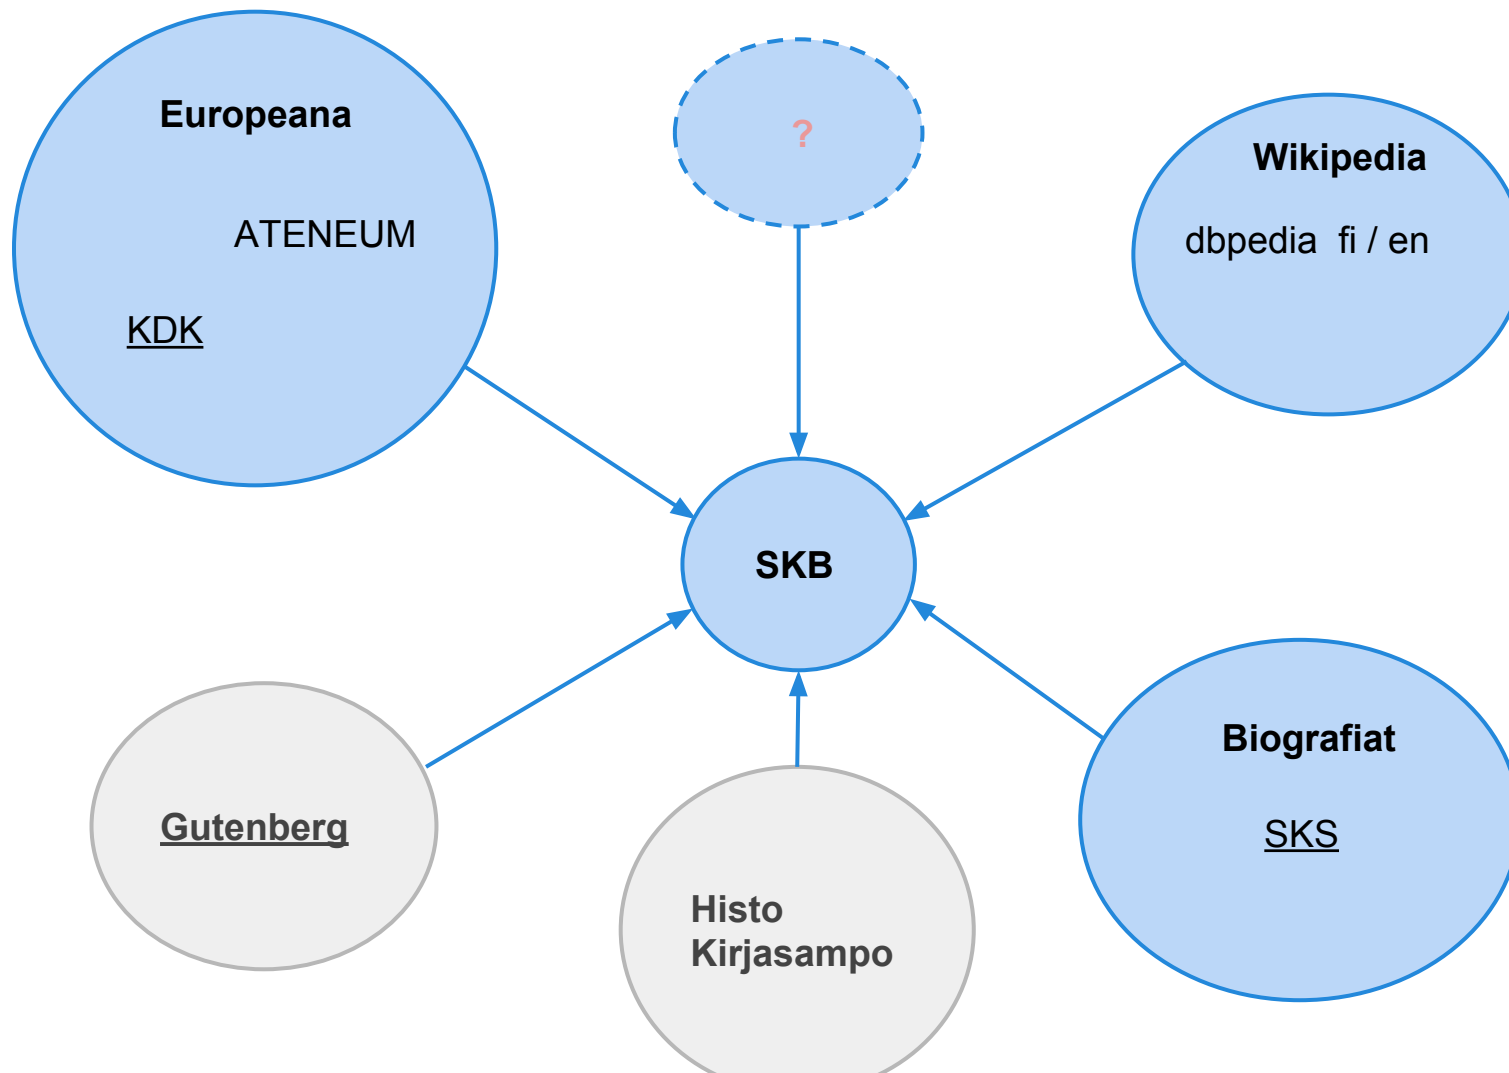 Europeana
ATENEUM
KDK
?
Wikipedia
dbpedia  fi / en
SKB
Gutenberg
Histo
Kirjasampo
Biografiat
SKS